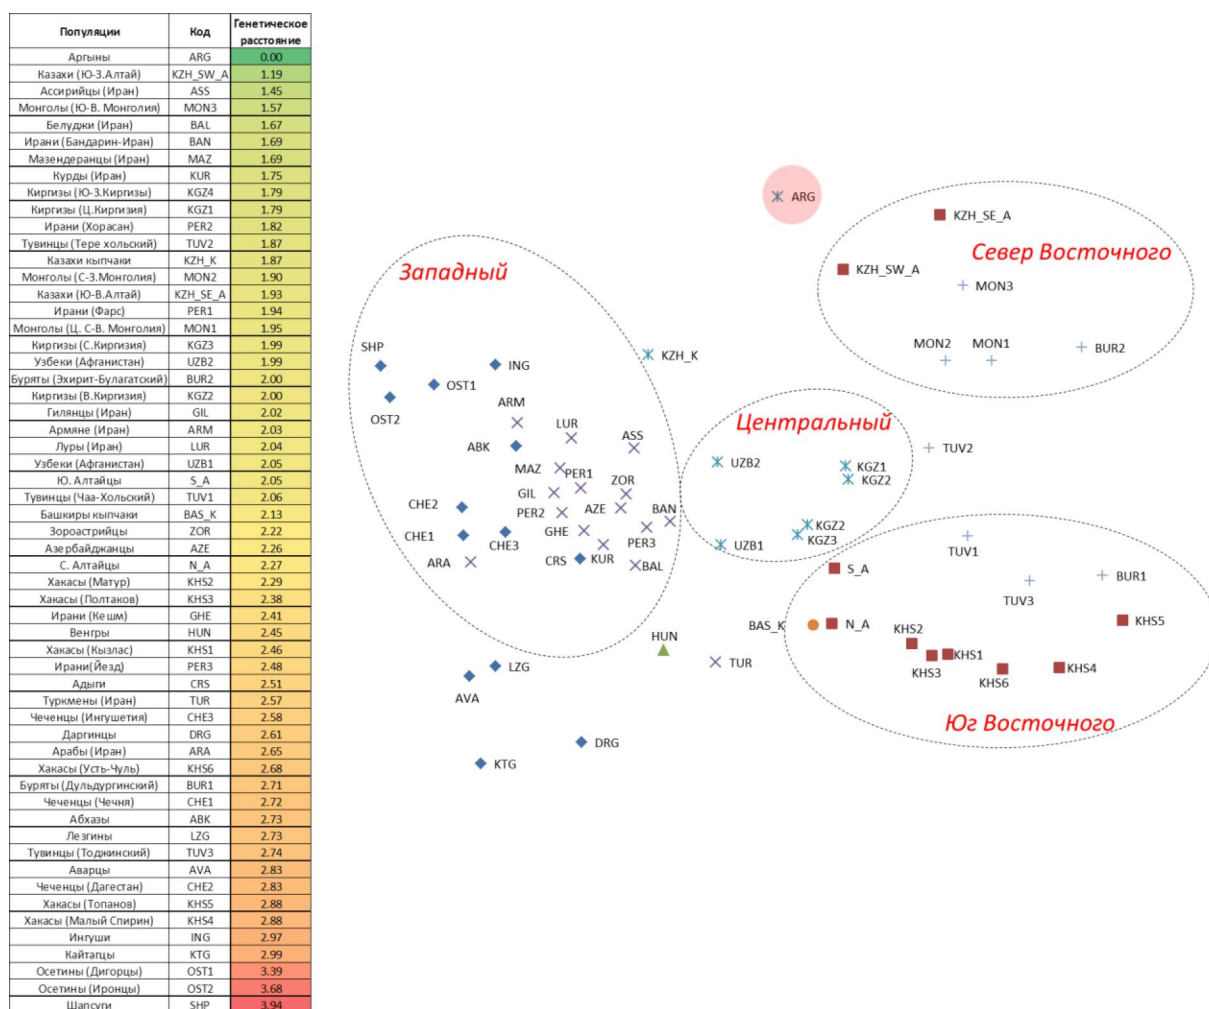 Популяции Код Генетическое расстояние
Аргыны ARG 0.00
Казахи (Ю-З.Алтай) KZH_SW_A 1.19
Ассирийцы (Иран) ASS 1.45
Монголы (Ю-В. Монголия) MON3 1.57
Белуджи (Иран) BAL 1.67
Ирани (Бандарин-Иран) BAN 1.69
Мазендеранцы (Иран) MAZ 1.69
Курды (Иран) KUR 1.75
Киргизы (Ю-З.Киргизы) KGZ4 1.79
Киргизы (Ц.Киргизия) KGZ1 1.79
Ирани (Хорасан) PER2 1.82
Тувинцы (Тере хольский) TUV2 1.87
Казахи кыпчаки KZH_K 1.87
Монголы (С-З.Монголия) MON2 1.90
Казахи (Ю-В.Алтай) KZH_SE_A 1.93
Ирани (Фарс) PER1 1.94
Монголы (Ц. С-В. Монголия) MON1 1.95
Киргизы (С.Киргизия) KGZ3 1.99
Узбеки (Афганистан) UZB2 1.99
Буряты (Эхирит-Булагатский) BUR2 2.00
Киргизы (В.Киргизия) KGZ2 2.00
Гилянцы (Иран) GIL 2.02
Армяне (Иран) ARM 2.03
Луры (Иран) LUR 2.04
Узбеки (Афганистан) UZB1 2.05
Ю. Алтайцы S_A 2.05
Тувинцы (Чаа-Хольский) TUV1 2.06
Башкиры кыпчаки BAS_K 2.13
Зороастрийцы ZOR 2.22
Азербайджанцы AZE 2.26
С. Алтайцы N_A 2.27
Хакасы (Матур) KHS2 2.29
Хакасы (Полтаков) KHS3 2.38
Ирани (Кешм) GHE 2.41
Венгры HUN 2.45
Хакасы (Кызлас) KHS1 2.46
Ирани(Йезд) PER3 2.48
Адыги CRS 2.51
Туркмены (Иран) TUR 2.57
Чеченцы (Ингушетия) CHE3 2.58
Даргинцы DRG 2.61
Арабы (Иран) ARA 2.65
Хакасы (Усть-Чуль) KHS6 2.68
Буряты (Дульдургинский) BUR1 2.71
Чеченцы (Чечня) CHE1 2.72
Абхазы ABK 2.73
Лезгины LZG 2.73
Тувинцы (Тоджинский) TUV3 2.74
Аварцы AVA 2.83
Чеченцы (Дагестан) CHE2 2.83
Хакасы (Топанов) KHS5 2.88
Хакасы (Малый Спирин) KHS4 2.88
Ингуши ING 2.97
Кайтагцы KTG 2.99
Осетины (Дигорцы) OST1 3.39
Осетины (Иронцы) OST2 3.68
Шапсуги SHP 3.94
ARG
KZH_SE_A
Север Восточного
Западный
KZH_SW_A
MON3
SHP
MON2 MON1
BUR2
KZH_K
ING
OST1
OST2
ARM
LUR
ASS
ABK
Центральный
TUV2
MAZ
PER1
ZOR
UZB2
KGZ1
KGZ2
GIL
CHE2
PER2
AZE
BAN
KGZ2
KGZ3
CHE1
CHE3
GHE
PER3
UZB1
TUV1
ARA
CRS
KUR
BAL
S_A
BUR1
TUV3
BAS_K
N_A
KHS5
HUN
KHS2
KHS1
KHS3
KHS6
KHS4
LZG
TUR
AVA
Юг Восточного
DRG
KTG